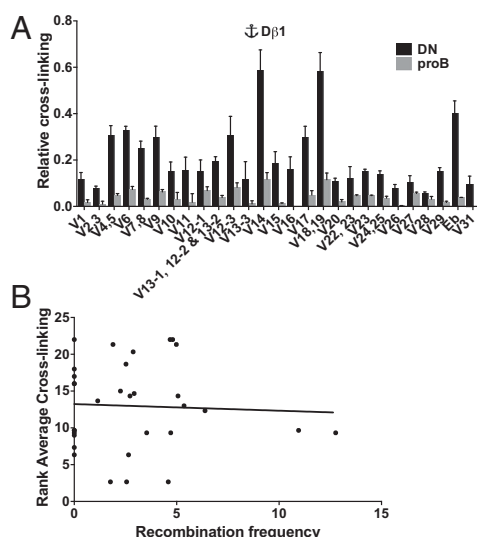 A
⚓ Dβ1
DN
proB
Relative cross-linking
0.8
0.6
0.4
0.2
0.0
V1
V2, 3
V4,5
V6
V7,8
V9
V10
V11
V12-1
V13-1, 12-2 & 13-2
V12-3
V13-3
V14
V15
V16
V17
V18,19
V20
V22, 23
V23
V24,25
V26
V27
V28
V29
Eb
V31
B
Rank Average Cross-linking
25
20
15
10
5
0
0
5
10
15
Recombination frequency